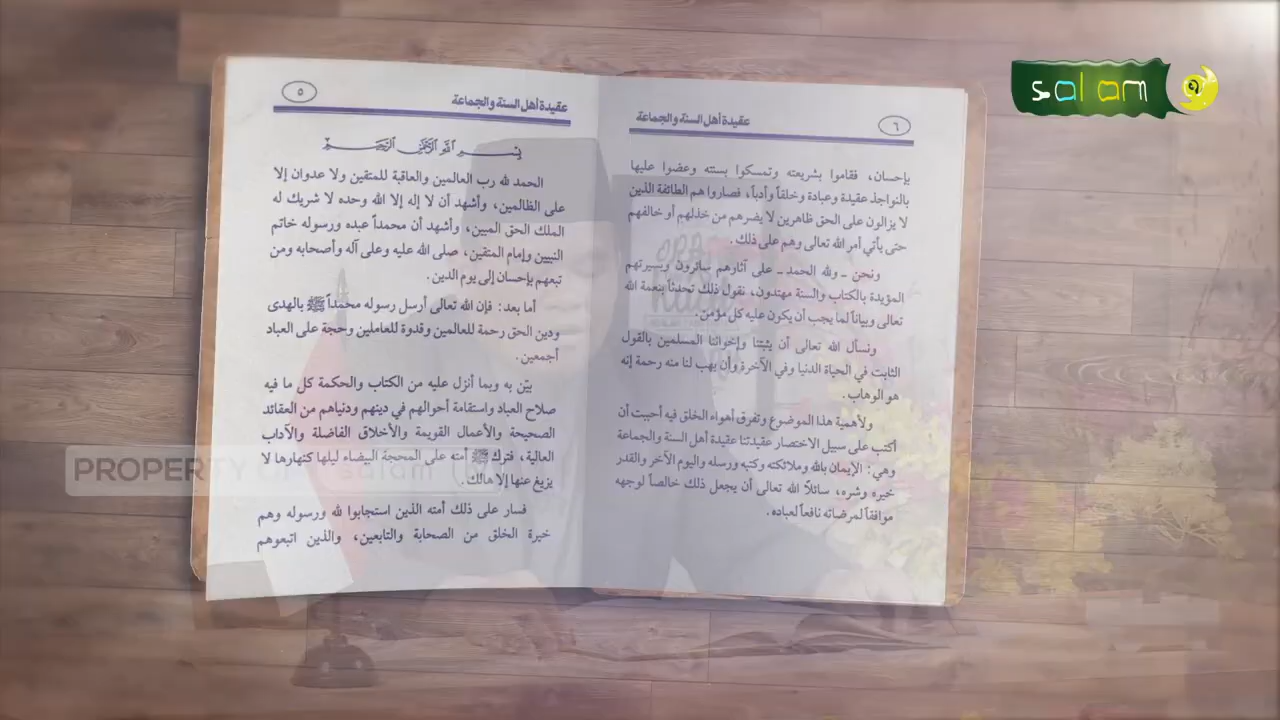 ٥
عقيدة أهل السنة والجماعة
بسم الله الرحمن الرحيم
الحمد لله رب العالمين والعاقبة للمتقين ولا عدوان إلا
على الظالمين، وأشهد أن لا إله إلا الله وحده لا شريك له
الملك الحق المبين، وأشهد أن محمداً عبده ورسوله خاتم
النبيين وإمام المتقين، صلى الله عليه وعلى آله وأصحابه ومن
تبعهم بإحسان إلى يوم الدين.
أما بعد: فإن الله تعالى أرسل رسوله محمداً ﷺ بالهدى
ودين الحق رحمة للعالمين وقدوة للعاملين وحجة على العباد
أجمعين.
بيّن به وبما أنزل عليه من الكتاب والحكمة كل ما فيه
صلاح العباد واستقامة أحوالهم في دينهم ودنياهم من العقائد
الصحيحة والأعمال القويمة والأخلاق الفاضلة والآداب
العالية، فترك ﷺ أمته على المحجة البيضاء ليلها كنهارها لا
يزيغ عنها إلا هالك.
فسار على ذلك أمته الذين استجابوا لله ورسوله وهم
خيرة الخلق من الصحابة والتابعين، والذين اتبعوهم
عقيدة أهل السنة والجماعة
٦
بإحسان، فقاموا بشريعته وتمسكوا بسنته وعضوا عليها
بالنواجذ عقيدة وعبادة وخلقاً وأدباً، فصاروا هم الطائفة الذين
لا يزالون على الحق ظاهرين لا يضرهم من خذلهم أو خالفهم
حتى يأتي أمر الله تعالى وهم على ذلك.
ونحن ـ ولله الحمد ـ على آثارهم سائرون وبسيرتهم
المؤيدة بالكتاب والسنة مهتدون، نقول ذلك تحدثاً بنعمة الله
تعالى وبياناً لما يجب أن يكون عليه كل مؤمن.
ونسأل الله تعالى أن يثبتنا وإخواننا المسلمين بالقول
الثابت في الحياة الدنيا وفي الآخرة وأن يهب لنا منه رحمة إنه
هو الوهاب.
ولأهمية هذا الموضوع وتفرق أهواء الخلق فيه أحببت أن
أكتب على سبيل الاختصار عقيدتنا عقيدة أهل السنة والجماعة
وهي: الإيمان بالله وملائكته وكتبه ورسله واليوم الآخر والقدر
خيره وشره، سائلاً الله تعالى أن يجعل ذلك خالصاً لوجهه
موافقاً لمرضاته نافعاً لعباده.
salam
PROPERTY salam